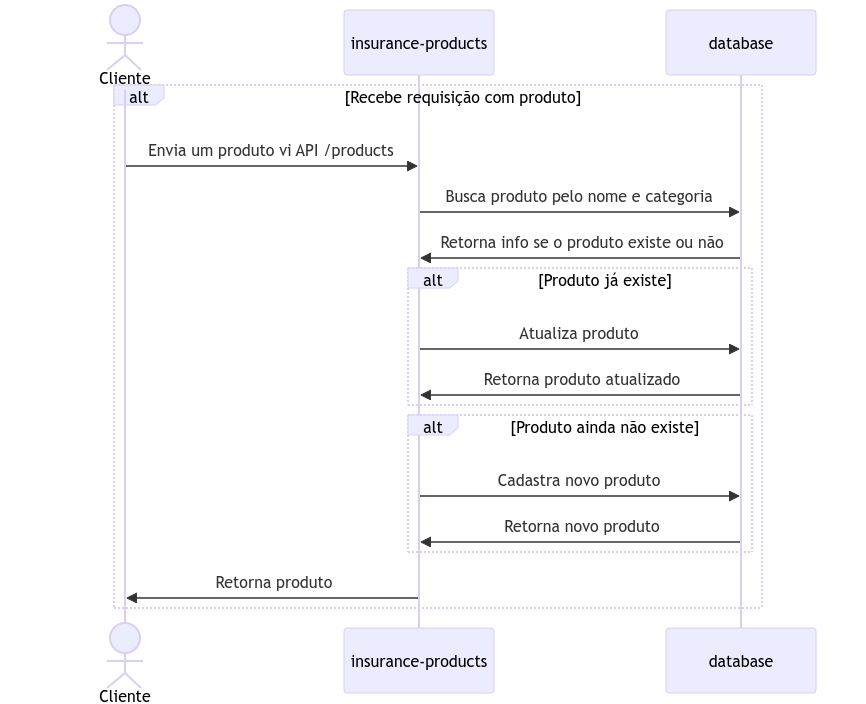 insurance-products
database
Cliente
alt
[Recebe requisição com produto]
Envia um produto vi API /products
Busca produto pelo nome e categoria
Retorna info se o produto existe ou não
alt
[Produto já existe]
Atualiza produto
Retorna produto atualizado
alt
[Produto ainda não existe]
Cadastra novo produto
Retorna novo produto
Retorna produto
insurance-products
database
Cliente